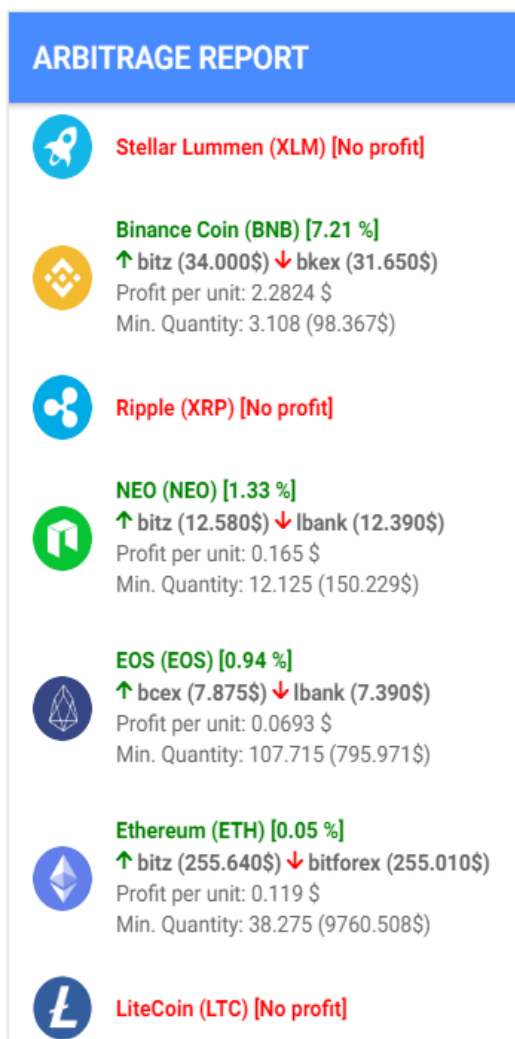 ARBITRAGE REPORT
Stellar Lummen (XLM) [No profit]
Binance Coin (BNB) [7.21 %]
↑ bitz (34.000$) ↓ bkex (31.650$)
Profit per unit: 2.2824 $
Min. Quantity: 3.108 (98.367$)
Ripple (XRP) [No profit]
NEO (NEO) [1.33 %]
↑ bitz (12.580$) ↓ lbank (12.390$)
Profit per unit: 0.165 $
Min. Quantity: 12.125 (150.229$)
EOS (EOS) [0.94 %]
↑ bcex (7.875$) ↓ lbank (7.390$)
Profit per unit: 0.0693 $
Min. Quantity: 107.715 (795.971$)
Ethereum (ETH) [0.05 %]
↑ bitz (255.640$) ↓ bitforex (255.010$)
Profit per unit: 0.119 $
Min. Quantity: 38.275 (9760.508$)
LiteCoin (LTC) [No profit]